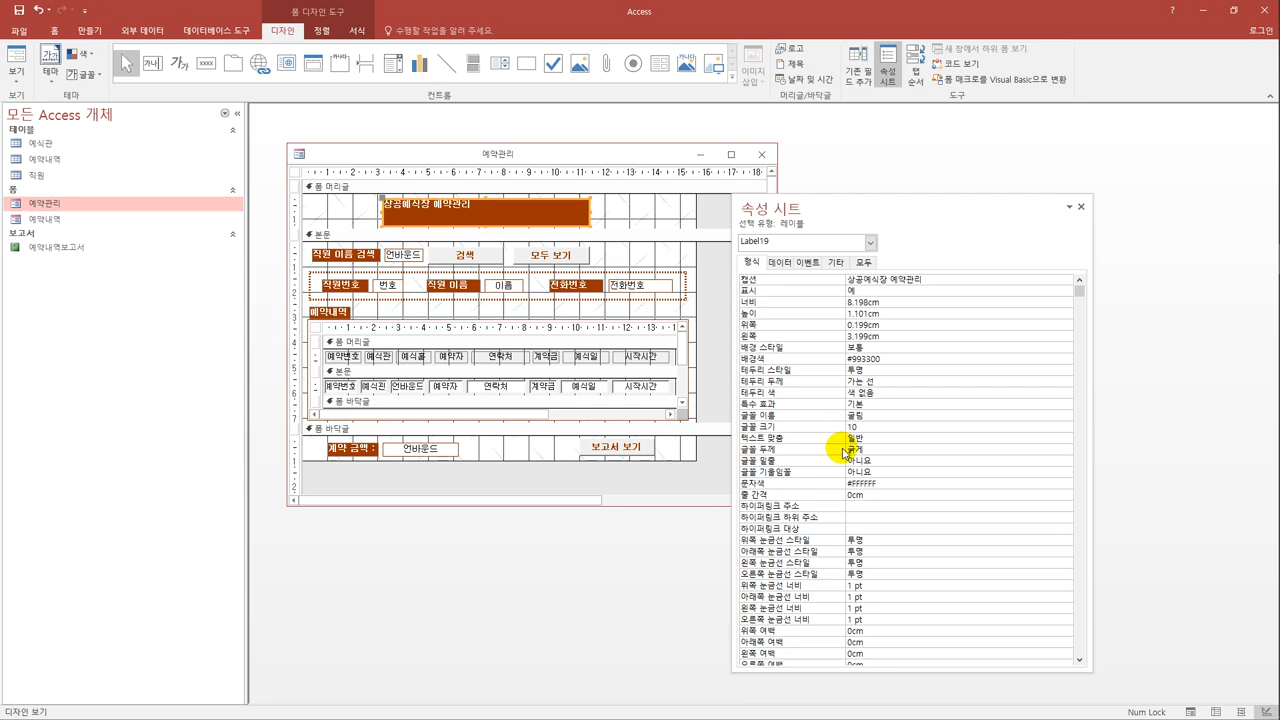 폼 디자인 도구
Access
파일 홈 만들기 외부 데이터 데이터베이스 도구 디자인 정렬 서식 수행할 작업을 알려 주세요. 로그인
보기
테마
색
글꼴
이미지 삽입
로고
제목
날짜 및 시간
기존 필드 추가
속성 시트
탭 순서
새 창에서 하위 폼 보기
코드 보기
폼 매크로를 Visual Basic으로 변환
보기 테마 컨트롤 머리글/바닥글 도구
모든 Access 개체
테이블
예식관
예약내역
직원
폼
예약관리
예약내역
보고서
예약내역보고서
예약관리
폼 머리글
상공예식장 예약관리
본문
직원 이름 검색 언바운드 검색 모두 보기
직원번호 번호 직원 이름 이름 전화번호 전화번호
예약내역
폼 머리글
예약번호 예식관 예식홀 예약자 연락처 계약금 예식일 시작시간
본문
예약번호 예식관 언바운드 예약자 연락처 계약금 예식일 시작시간
폼 바닥글
폼 바닥글
계약 금액 : 언바운드 보고서 보기
속성 시트
선택 유형: 레이블
Label19
형식 데이터 이벤트 기타 모두
캡션 상공예식장 예약관리
표시 예
너비 8.198cm
높이 1.101cm
위쪽 0.199cm
왼쪽 3.199cm
배경 스타일 보통
배경색 #993300
테두리 스타일 투명
테두리 두께 가는 선
테두리 색 색 없음
특수 효과 기본
글꼴 이름 굴림
글꼴 크기 10
텍스트 맞춤 일반
글꼴 두께 굵게
글꼴 밑줄 아니요
글꼴 기울임꼴 아니요
문자색 #FFFFFF
줄 간격 0cm
하이퍼링크 주소
하이퍼링크 하위 주소
하이퍼링크 대상
위쪽 눈금선 스타일 투명
아래쪽 눈금선 스타일 투명
왼쪽 눈금선 스타일 투명
오른쪽 눈금선 스타일 투명
위쪽 눈금선 너비 1 pt
아래쪽 눈금선 너비 1 pt
왼쪽 눈금선 너비 1 pt
오른쪽 눈금선 너비 1 pt
위쪽 여백 0cm
아래쪽 여백 0cm
왼쪽 여백 0cm
오른쪽 여백 0cm
디자인 보기
Num Lock